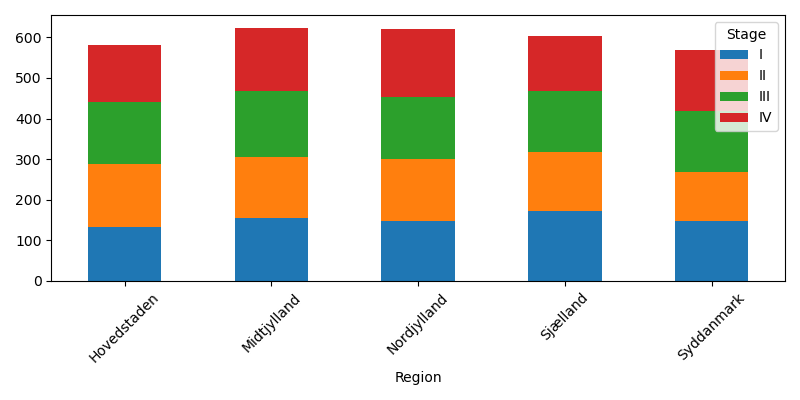 600
500
400
300
200
100
0
Stage
I
II
III
IV
Hovedstaden
Midtjylland
Nordjylland
Sjælland
Syddanmark
Region